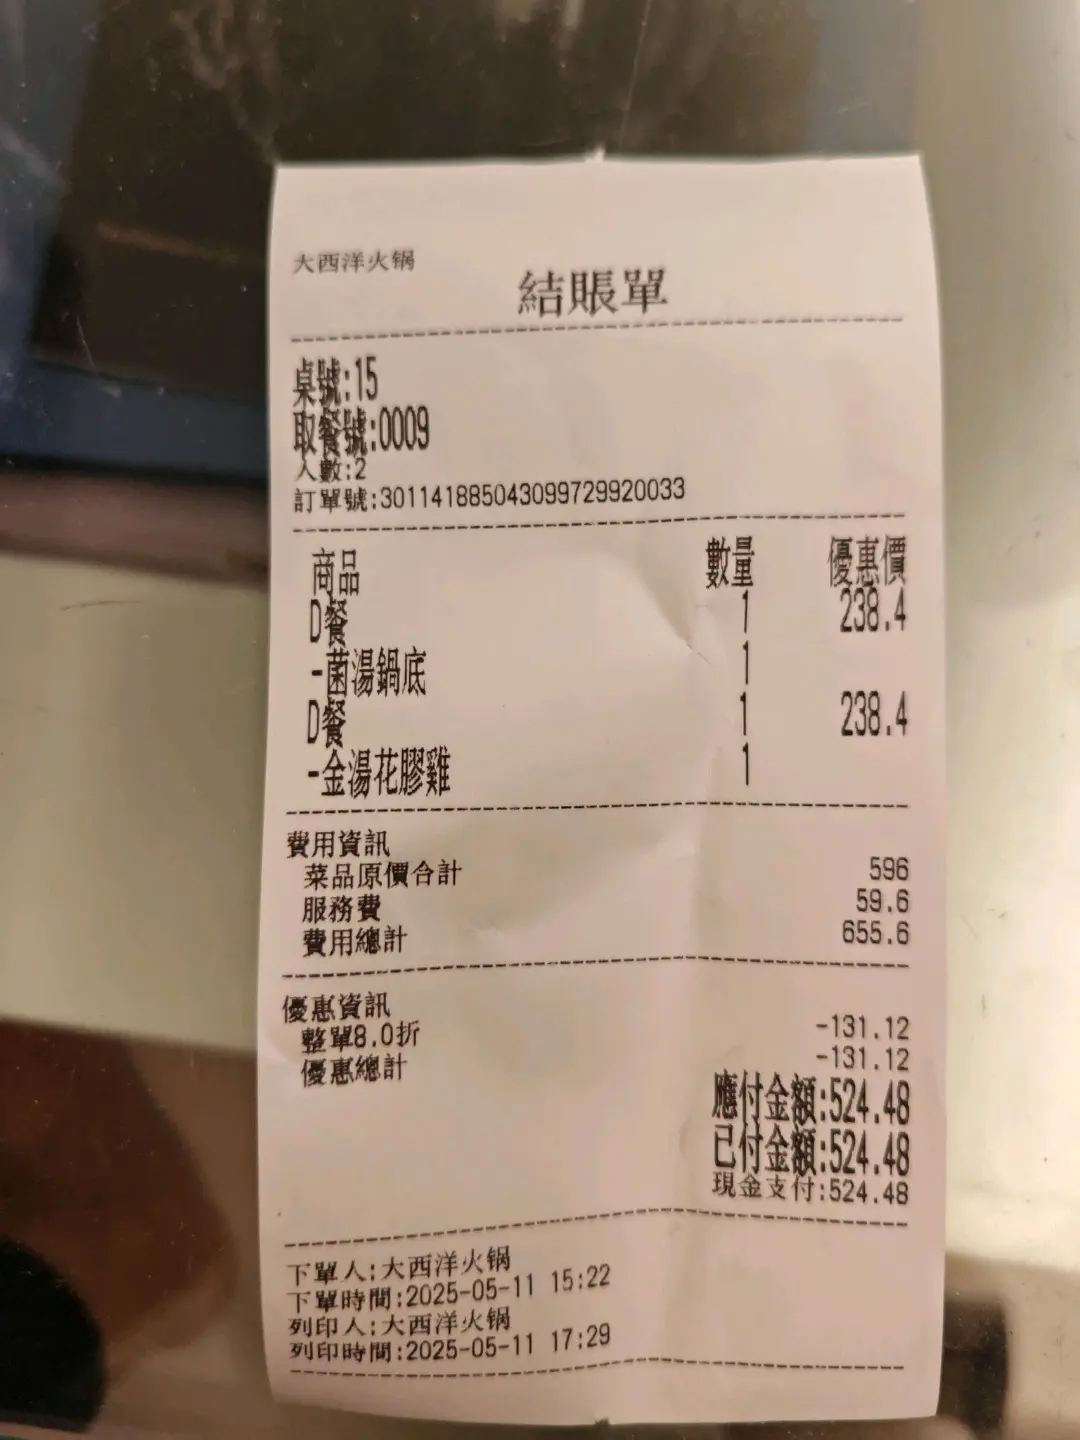 大西洋火锅
結賬單
桌號:15
取餐號:0009
人數:2
訂單號:301141885043099729920033
商品 數量 優惠價
D餐 1 238.4
-菌湯鍋底 1
D餐 1 238.4
-金湯花膠雞 1
費用資訊
菜品原價合計 596
服務費 59.6
費用總計 655.6
優惠資訊
整單8.0折 -131.12
優惠總計 -131.12
應付金額:524.48
已付金額:524.48
現金支付:524.48
下單人:大西洋火锅
下單時間:2025-05-11 15:22
列印人:大西洋火锅
列印時間:2025-05-11 17:29